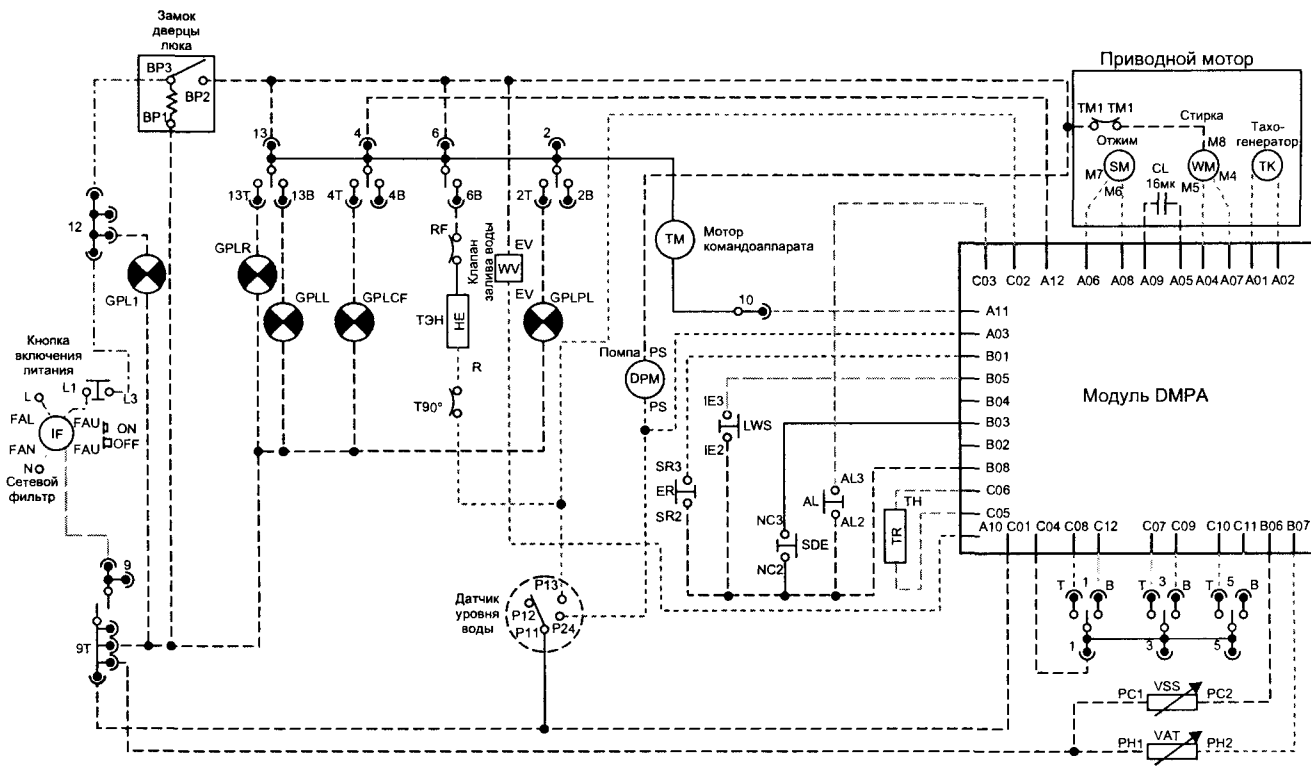 Замок
дверцы
люка
BP3
BP2
BP1
Приводной мотор
TM1 TM1
Стирка
Отжим
Тахо-
генератор
M8
M7
SM
CL
16мк
WM
M4
TK
M6
M5
13
4
6
2
13T
13B
4T
4B
6B
2T
2B
12
GPL1
GPLR
GPLL
GPLCF
RF
Клапан
залива воды
EV
WV
EV
GPLPL
ТЭН
HE
R
T90°
TM
Мотор
командоаппарата
10
C03 C02 A12 A06 A08 A09 A05 A04 A07 A01 A02
A11
A03
B01
B05
B04
B03
B02
B08
C06
C05
A10 C01 C04 C08 C12 C07 C09 C10 C11 B06 B07
Модуль DMPA
Кнопка
включения
питания
L1
L3
L
FAL
FAU
IF
ON
OFF
FAN
FAU
N
Сетевой
фильтр
Помпа
PS
DPM
PS
IE3
LWS
IE2
SR3
ER
SR2
AL3
AL
AL2
NC3
SDE
NC2
TH
TR
9
9T
Датчик
уровня
воды
P13
P12
P11
P24
T 1 B T 3 B T 5 B
1 3 5
PC1 VSS PC2
PH1 VAT PH2